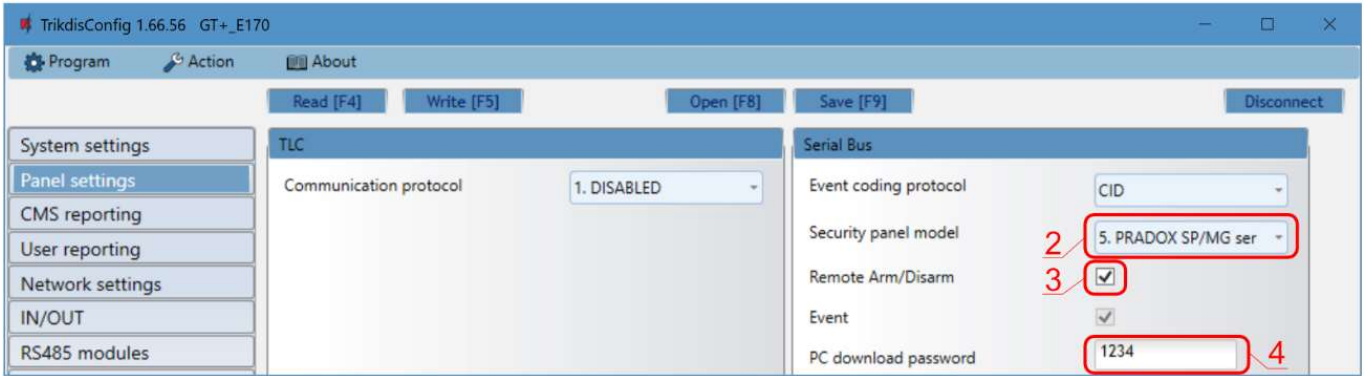 TrikdisConfig 1.66.56 GT+_E170
Program Action About
Read [F4] Write [F5] Open [F8] Save [F9] Disconnect
System settings
Panel settings
CMS reporting
User reporting
Network settings
IN/OUT
RS485 modules
TLC
Communication protocol 1. DISABLED
Serial Bus
Event coding protocol CID
Security panel model 2 5. PRADOX SP/MG ser
Remote Arm/Disarm 3
Event
PC download password 1234 4